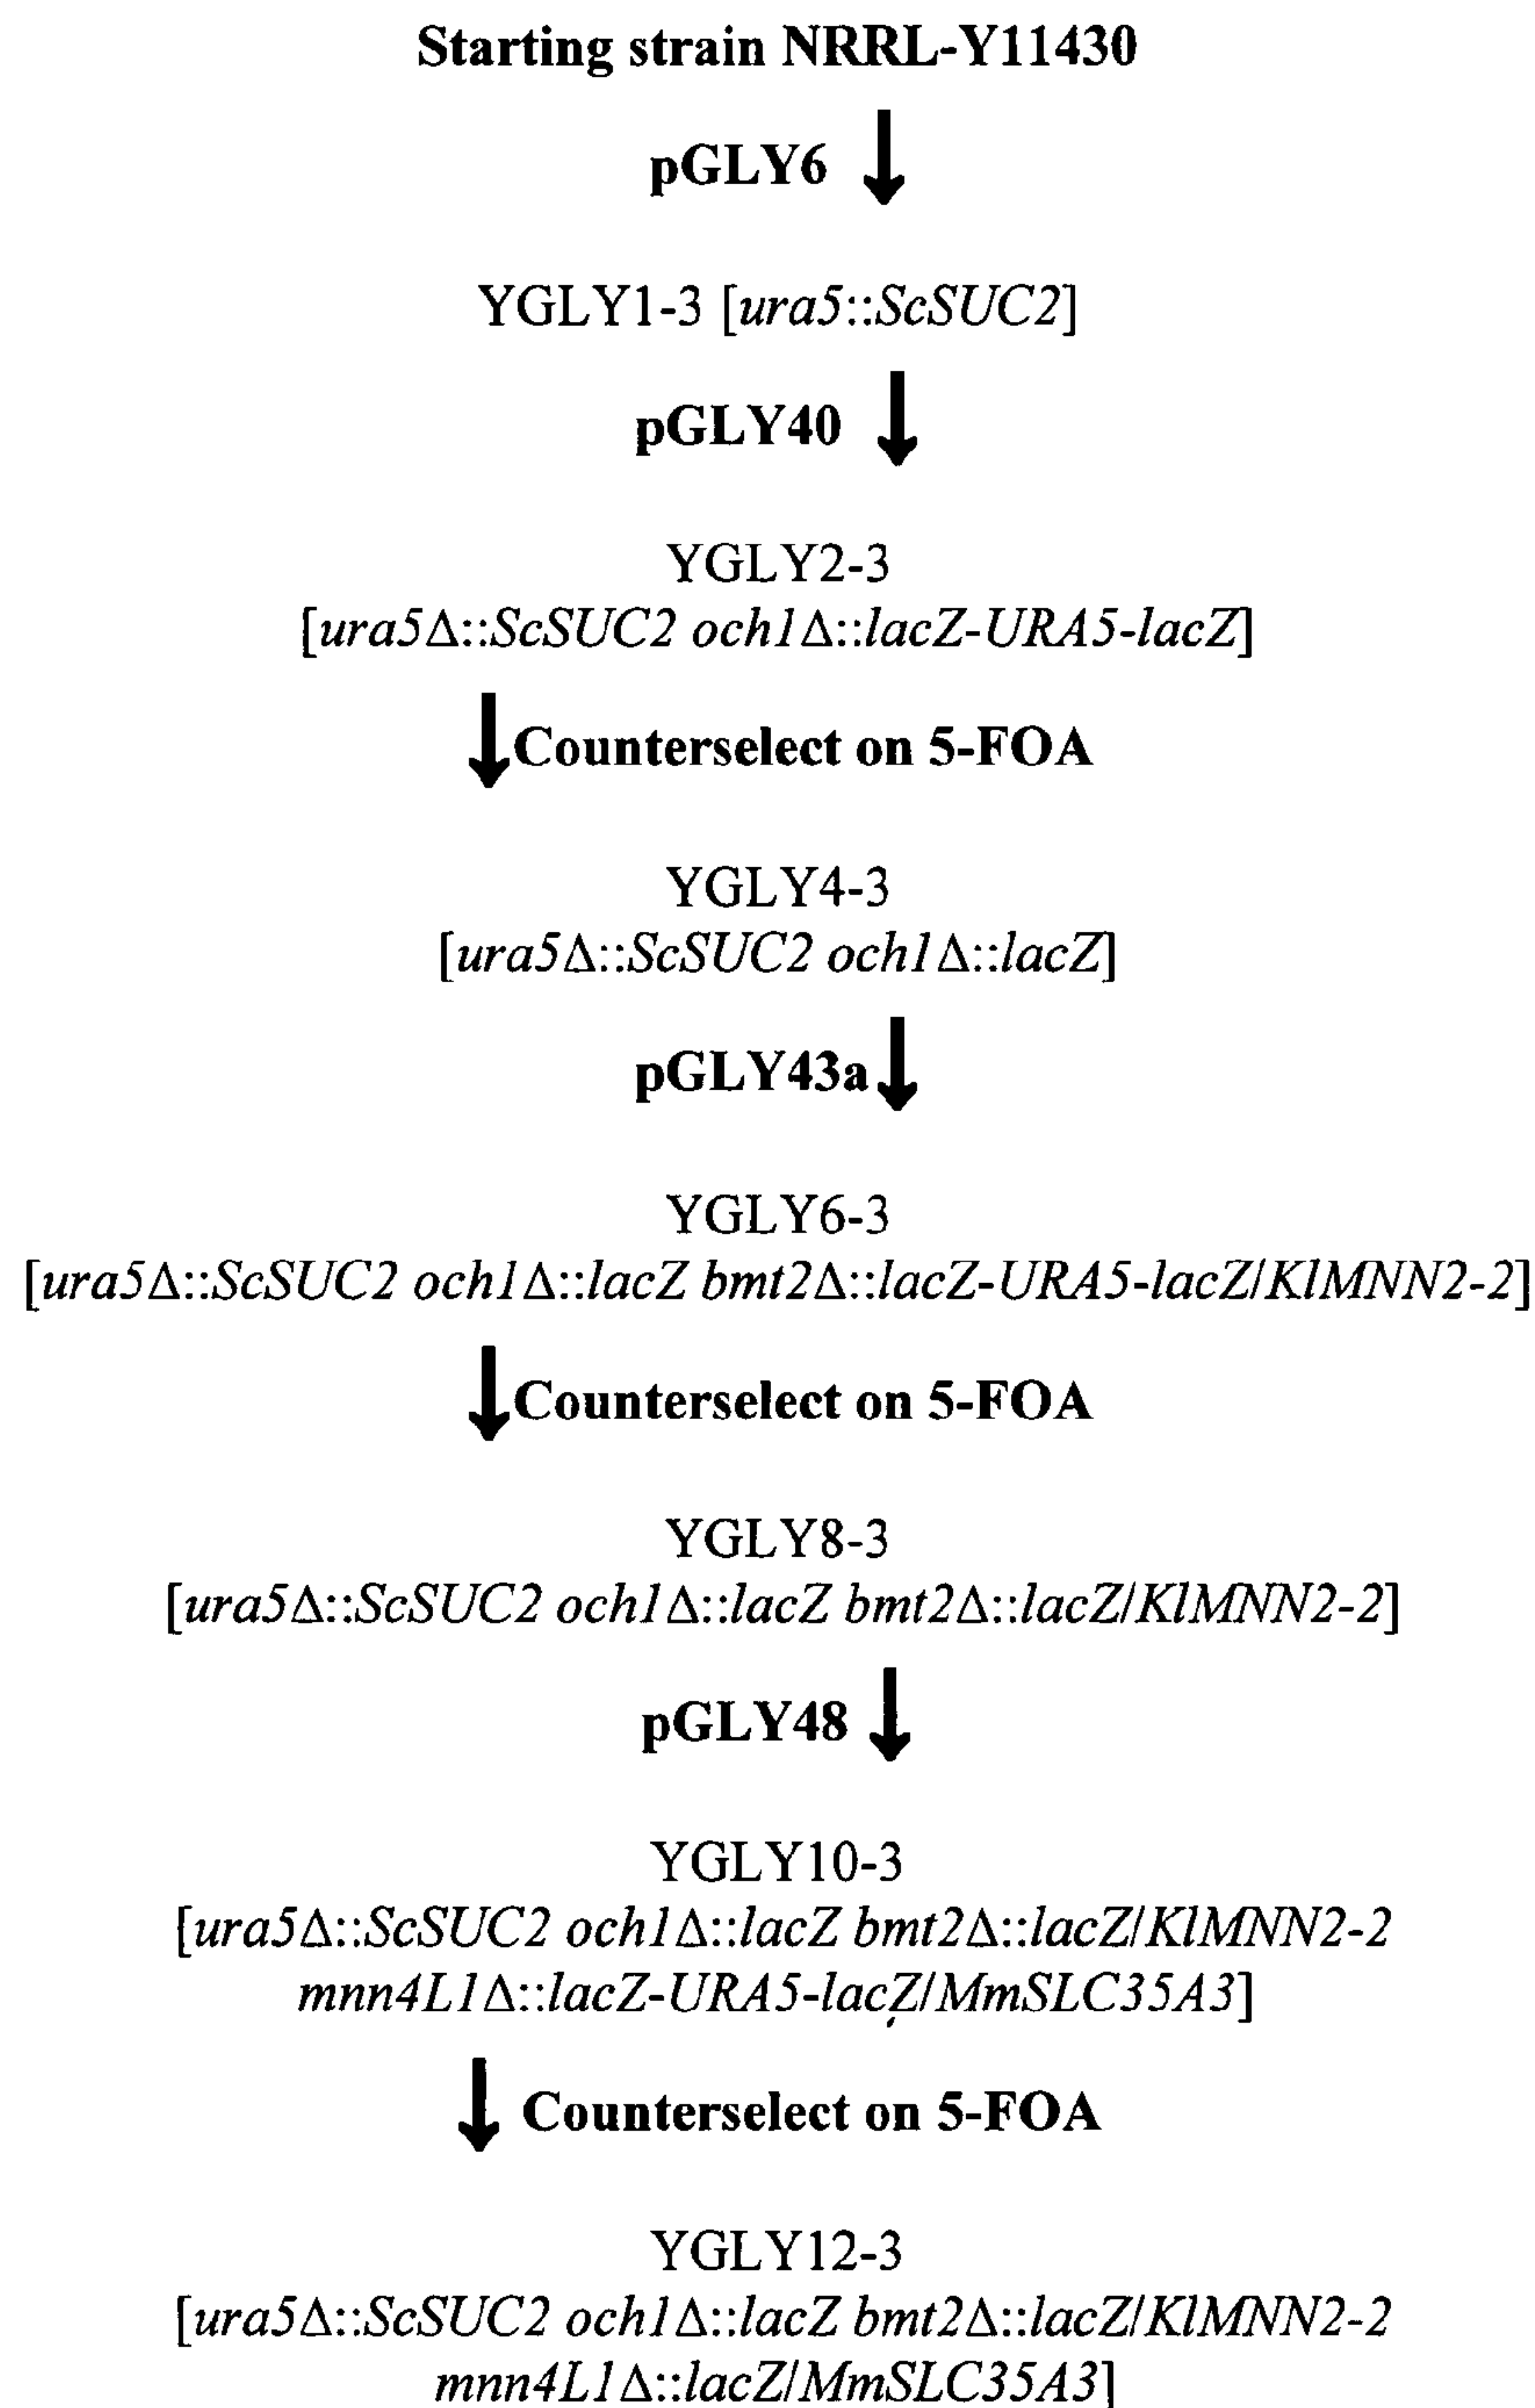 Starting strain NRRL-Y11430
pGLY6
YGLY1-3 [ura5::ScSUC2]
pGLY40
YGLY2-3
[ura5Δ::ScSUC2 och1Δ::lacZ-URA5-lacZ]
Counterselect on 5-FOA
YGLY4-3
[ura5Δ::ScSUC2 och1Δ::lacZ]
pGLY43a
YGLY6-3
[ura5Δ::ScSUC2 och1Δ::lacZ bmt2Δ::lacZ-URA5-lacZ/KlMNN2-2]
Counterselect on 5-FOA
YGLY8-3
[ura5Δ::ScSUC2 och1Δ::lacZ bmt2Δ::lacZ/KlMNN2-2]
pGLY48
YGLY10-3
[ura5Δ::ScSUC2 och1Δ::lacZ bmt2Δ::lacZ/KlMNN2-2
mnn4L1Δ::lacZ-URA5-lacZ/MmSLC35A3]
Counterselect on 5-FOA
YGLY12-3
[ura5Δ::ScSUC2 och1Δ::lacZ bmt2Δ::lacZ/KlMNN2-2
mnn4L1Δ::lacZ/MmSLC35A3]